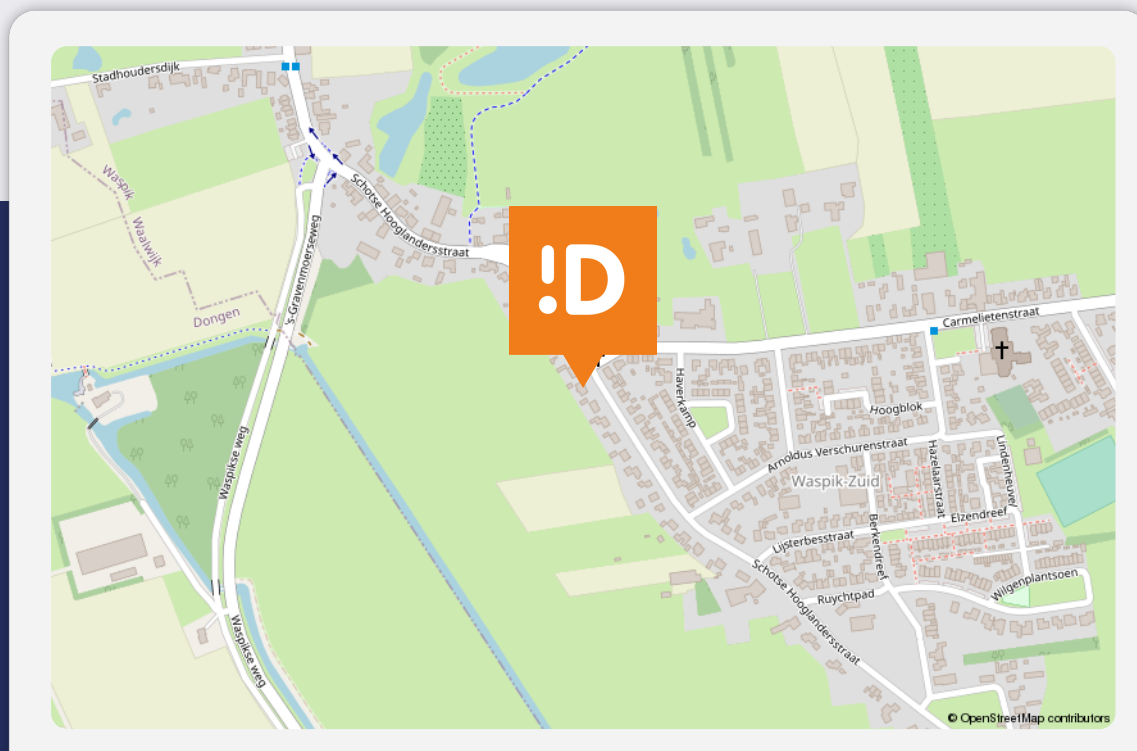 Stadhoudersdijk
Waspik
Waalwijk
Schotse Hooglandersstraat
's-Gravenmoerseweg
Dongen
!D
Carmelietenstraat
Haverkamp
Hoogblok
Arnoldus Verschurenstraat
Waspik-Zuid
Hazelaarstraat
Lindenheuvel
Waspikse weg
Elzendreef
Lijsterbesstraat
Berkendreef
Schotse Hooglandersstraat
Ruychtpad
Wilgenplantsoen
Waspikse weg
© OpenStreetMap contributors